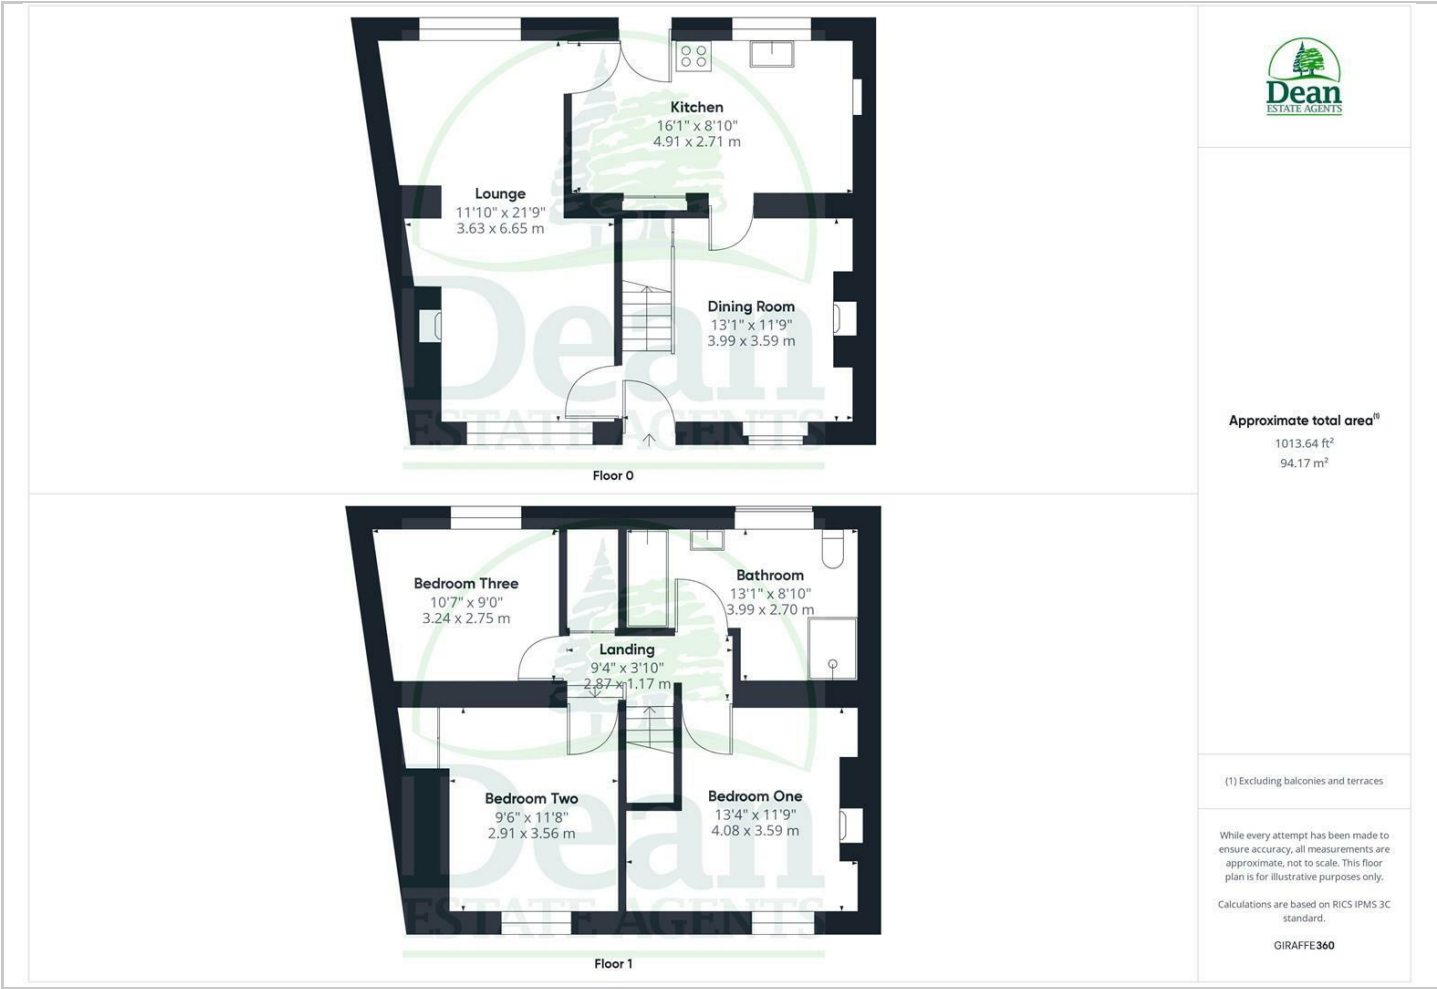 Kitchen
16'1" x 8'10"
4.91 x 2.71 m
Lounge
11'10" x 21'9"
3.63 x 6.65 m
Dining Room
13'1" x 11'9"
3.99 x 3.59 m
Dean
ESTATE AGENTS
Floor 0
Bedroom Three
10'7" x 9'0"
3.24 x 2.75 m
Bathroom
13'1" x 8'10"
3.99 x 2.70 m
Landing
9'4" x 3'10"
2.87 x 1.17 m
Bedroom Two
9'6" x 11'8"
2.91 x 3.56 m
Bedroom One
13'4" x 11'9"
4.08 x 3.59 m
Dean
ESTATE AGENTS
Floor 1
Dean
ESTATE AGENTS
Approximate total area(1)
1013.64 ft²
94.17 m²
(1) Excluding balconies and terraces
While every attempt has been made to
ensure accuracy, all measurements are
approximate, not to scale. This floor
plan is for illustrative purposes only.
Calculations are based on RICS IPMS 3C
standard.
GIRAFFE360